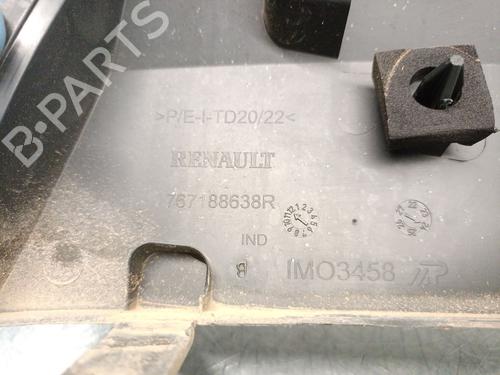 >P/E-I-TD20/22<
RENAULT
767188638R
IND
IMO3458
B-PARTS